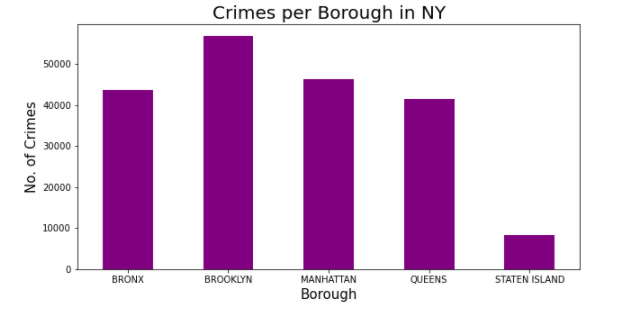 Crimes per Borough in NY
No. of Crimes
50000
40000
30000
20000
10000
0
BRONX BROOKLYN MANHATTAN QUEENS STATEN ISLAND
Borough